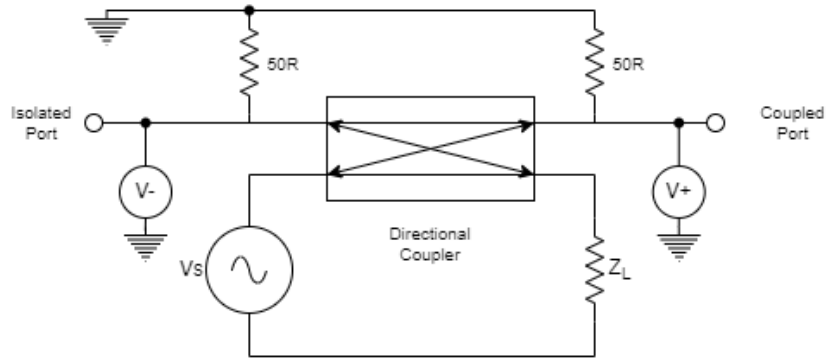 50R
50R
Isolated
Port
Coupled
Port
V-
V+
Directional
Coupler
Vs
ZL